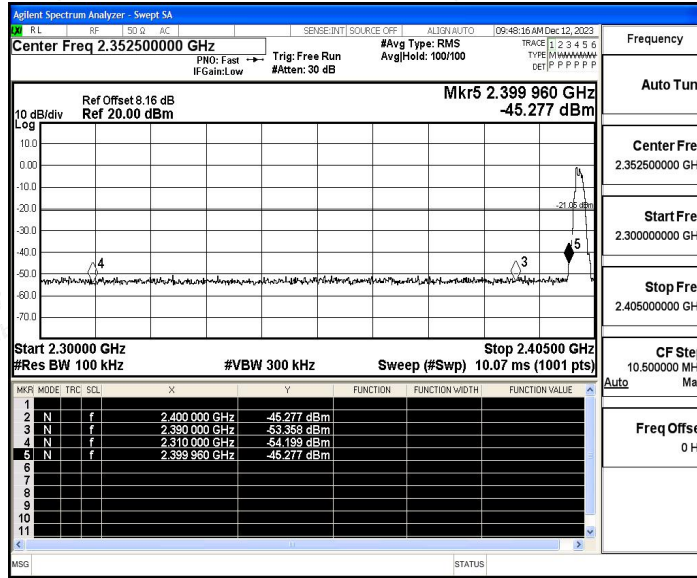 Agilent Spectrum Analyzer - Swept SA
RL RF 50 Ω AC SENSE:INT SOURCE OFF ALIGN AUTO 09:48:16 AM Dec 12, 2023
Center Freq 2.352500000 GHz
PNO: Fast
IFGain:Low
Trig: Free Run
#Atten: 30 dB
#Avg Type: RMS
Avg|Hold: 100/100
TRACE 1 2 3 4 5 6
TYPE M WWWWW
DET P P P P P P
Ref Offset 8.16 dB
10 dB/div Ref 20.00 dBm
Log
Mkr5 2.399 960 GHz
-45.277 dBm
10.0
0.00
-10.0
-20.0
-21.05 dBm
-30.0
-40.0
-50.0
-60.0
-70.0
4
3
5
Start 2.30000 GHz Stop 2.40500 GHz
#Res BW 100 kHz #VBW 300 kHz Sweep (#Swp) 10.07 ms (1001 pts)
MKR MODE TRC SCL X Y FUNCTION FUNCTION WIDTH FUNCTION VALUE
1
2 N f 2.400 000 GHz -45.277 dBm
3 N f 2.390 000 GHz -53.358 dBm
4 N f 2.310 000 GHz -54.199 dBm
5 N f 2.399 960 GHz -45.277 dBm
6
7
8
9
10
11
MSG STATUS
Frequency
Auto Tun
Center Fre
2.352500000 GH
Start Fre
2.300000000 GH
Stop Fre
2.405000000 GH
CF Ste
10.500000 MH
Auto Ma
Freq Offse
0 H